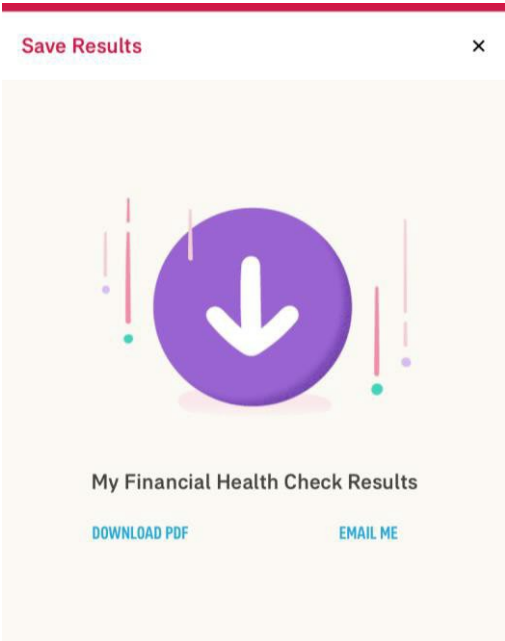 Save Results
My Financial Health Check Results
DOWNLOAD PDF EMAIL ME